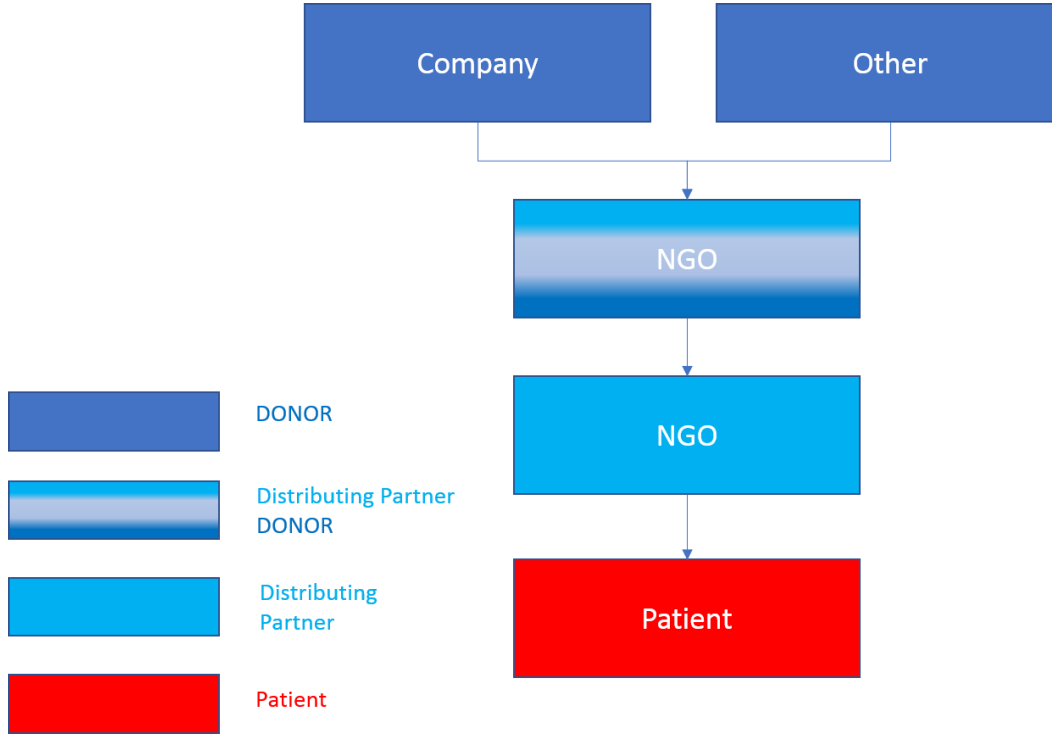 Company
Other
NGO
NGO
Patient
DONOR
Distributing Partner
DONOR
Distributing
Partner
Patient